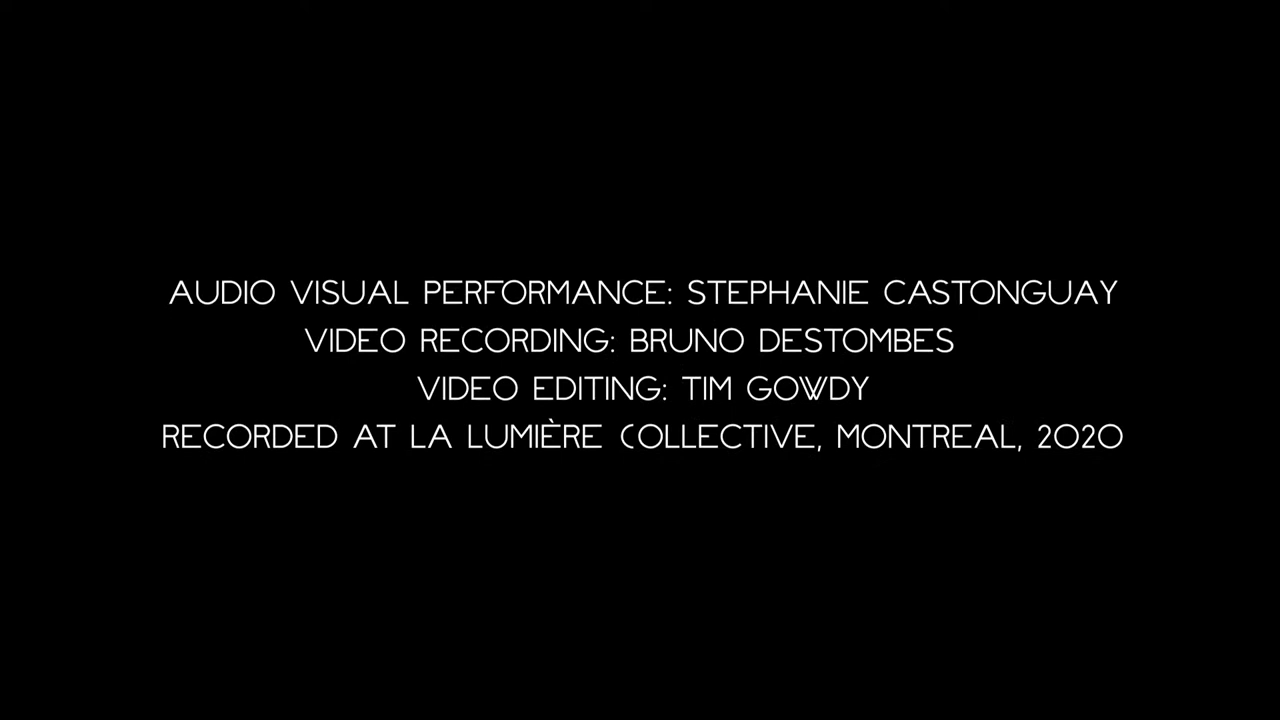 AUDIO VISUAL PERFORMANCE: STEPHANIE CASTONGUAY
VIDEO RECORDING: BRUNO DESTOMBES
VIDEO EDITING: TIM GOWDY
RECORDED AT LA LUMIÈRE COLLECTIVE, MONTREAL, 2020